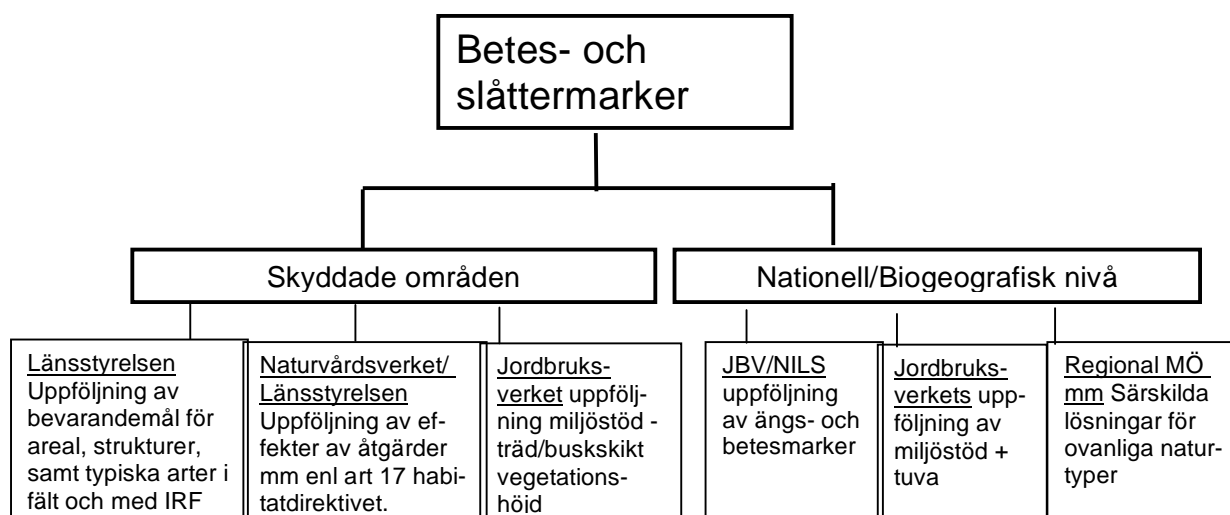 Betes- och
slåttermarker
Skyddade områden
Nationell/Biogeografisk nivå
Länsstyrelsen
Uppföljning av
bevarandemål för
areal, strukturer,
samt typiska arter i
fält och med IRF
Naturvårdsverket/
Länsstyrelsen
Uppföljning av ef-
fekter av åtgärder
mm enl art 17 habi-
tatdirektivet.
Jordbruks-
verket uppfölj-
ning miljöstöd -
träd/buskskikt
vegetations-
höjd
JBV/NILS
uppföljning
av ängs- och
betesmarker
Jordbruks-
verkets upp-
följning av
miljöstöd +
tuva
Regional MÖ
mm Särskilda
lösningar för
ovanliga natur-
typer